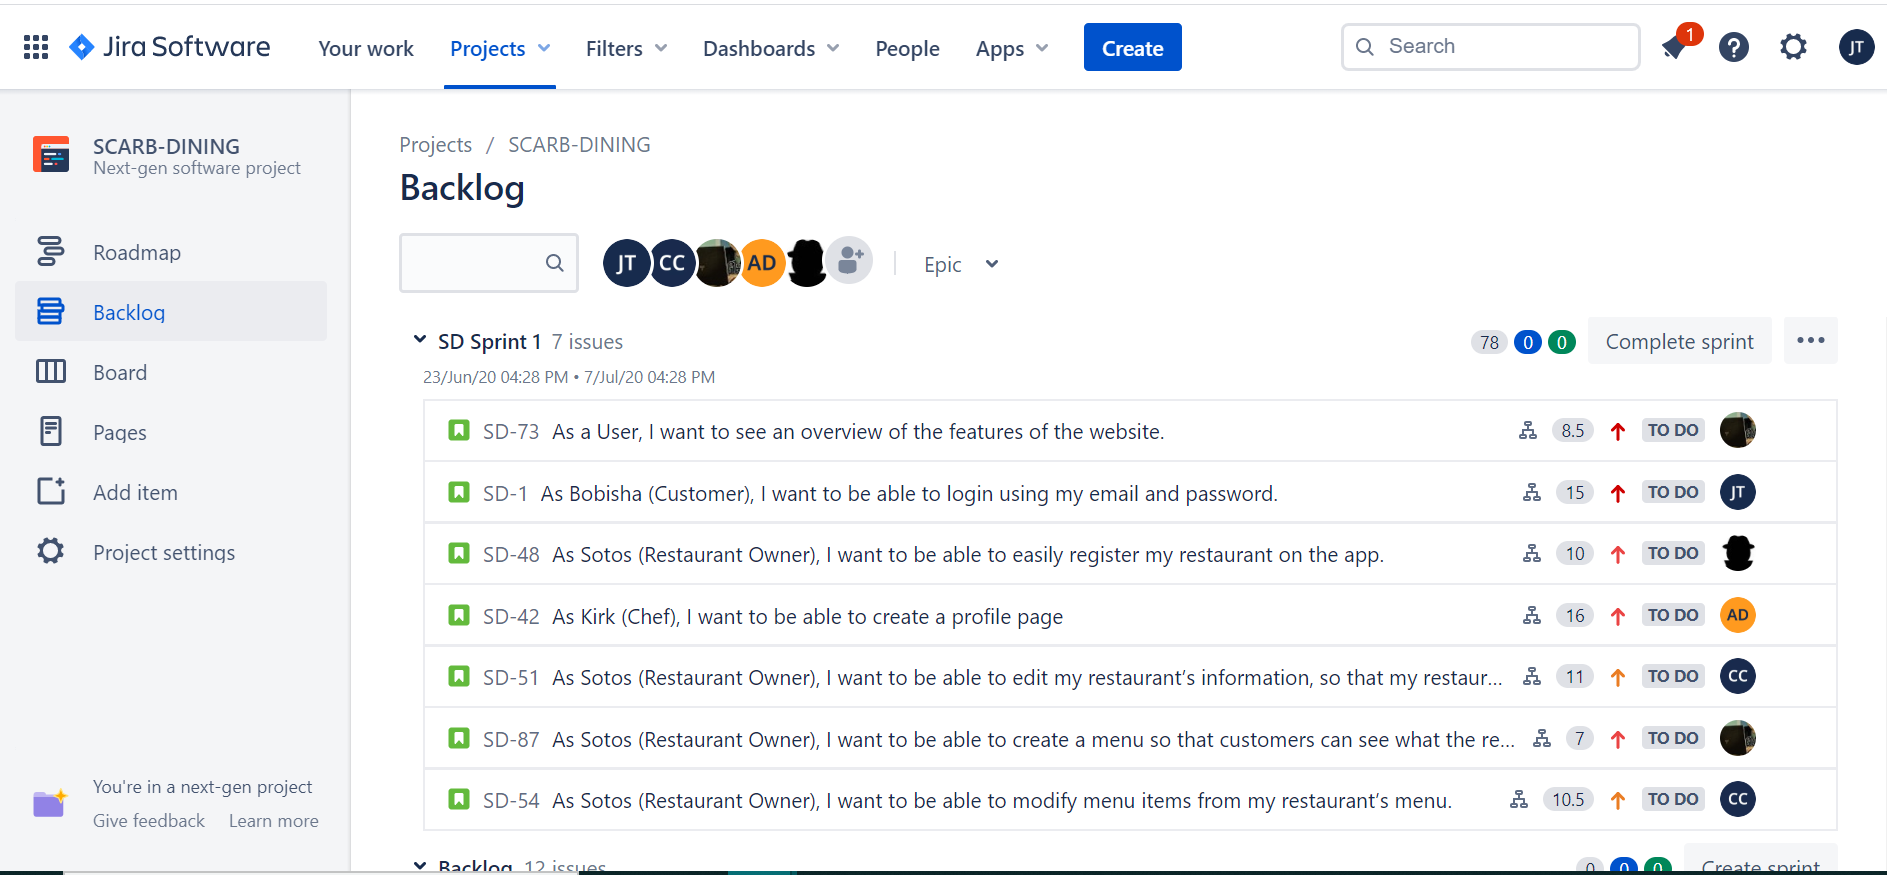 Jira Software Your work Projects Filters Dashboards People Apps Create Search 1 ? JT
SCARB-DINING
Next-gen software project
Roadmap
Backlog
Board
Pages
Add item
Project settings
You're in a next-gen project
Give feedback Learn more
Projects / SCARB-DINING
Backlog
JT CC AD Epic
SD Sprint 1 7 issues 78 0 0 Complete sprint
23/Jun/20 04:28 PM • 7/Jul/20 04:28 PM
SD-73 As a User, I want to see an overview of the features of the website. 8.5 TO DO
SD-1 As Bobisha (Customer), I want to be able to login using my email and password. 15 TO DO JT
SD-48 As Sotos (Restaurant Owner), I want to be able to easily register my restaurant on the app. 10 TO DO
SD-42 As Kirk (Chef), I want to be able to create a profile page 16 TO DO AD
SD-51 As Sotos (Restaurant Owner), I want to be able to edit my restaurant’s information, so that my restaur... 11 TO DO CC
SD-87 As Sotos (Restaurant Owner), I want to be able to create a menu so that customers can see what the re... 7 TO DO
SD-54 As Sotos (Restaurant Owner), I want to be able to modify menu items from my restaurant’s menu. 10.5 TO DO CC
Backlog 12 issues 0 0 0 Create sprint